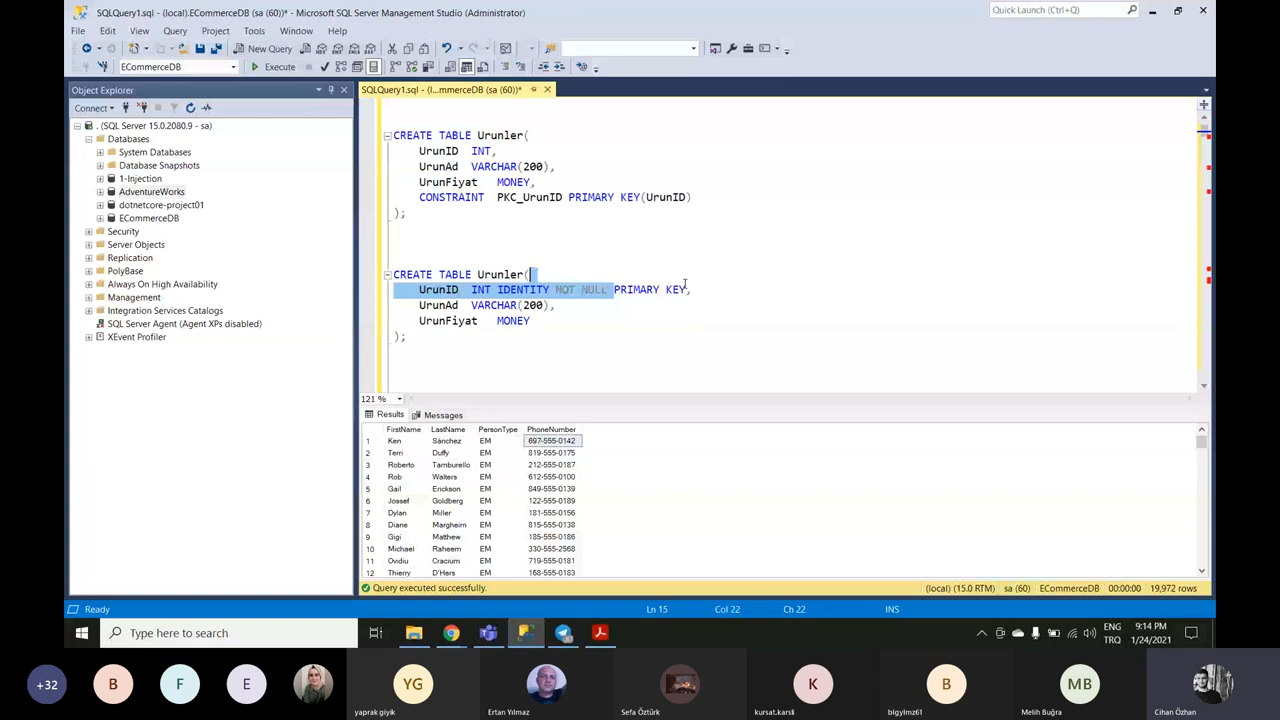 SQLQuery1.sql - (local).ECommerceDB (sa (60))* - Microsoft SQL Server Management Studio (Administrator)
Quick Launch (Ctrl+Q)
File Edit View Query Project Tools Window Help
New Query
ECommerceDB
Execute
Object Explorer
SQLQuery1.sql - (l...mmerceDB (sa (60))*
Connect
. (SQL Server 15.0.2080.9 - sa)
Databases
System Databases
Database Snapshots
1-Injection
AdventureWorks
dotnetcore-project01
ECommerceDB
Security
Server Objects
Replication
PolyBase
Always On High Availability
Management
Integration Services Catalogs
SQL Server Agent (Agent XPs disabled)
XEvent Profiler
CREATE TABLE Urunler(
UrunID INT,
UrunAd VARCHAR(200),
UrunFiyat MONEY,
CONSTRAINT PKC_UrunID PRIMARY KEY(UrunID)
);
CREATE TABLE Urunler(
UrunID INT IDENTITY NOT NULL PRIMARY KEY,
UrunAd VARCHAR(200),
UrunFiyat MONEY
);
121 %
Results Messages
FirstName LastName PersonType PhoneNumber
1 Ken Sánchez EM 697-555-0142
2 Terri Duffy EM 819-555-0175
3 Roberto Tamburello EM 212-555-0187
4 Rob Walters EM 612-555-0100
5 Gail Erickson EM 849-555-0139
6 Jossef Goldberg EM 122-555-0189
7 Dylan Miller EM 181-555-0156
8 Diane Margheim EM 815-555-0138
9 Gigi Matthew EM 185-555-0186
10 Michael Raheem EM 330-555-2568
11 Ovidiu Cracium EM 719-555-0181
12 Thierry D'Hers EM 168-555-0183
Query executed successfully.
(local) (15.0 RTM) sa (60) ECommerceDB 00:00:00 19,972 rows
Ready
Ln 15 Col 22 Ch 22 INS
Type here to search
ENG
TRQ
9:14 PM
1/24/2021
+32
B
F
E
YG
yaprak giyik
Ertan Yılmaz
Sefa Öztürk
K
kursat.karsli
B
blgylmz61
MB
Melih Buğra
Cihan Özhan